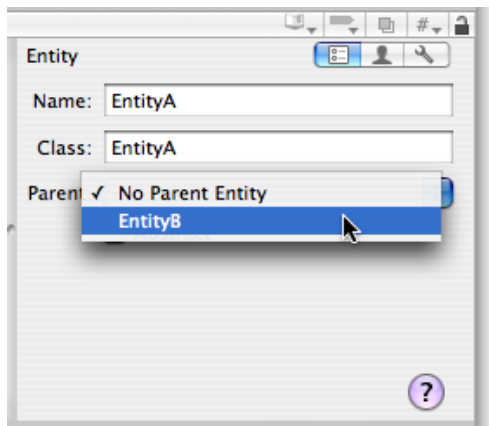 #
Entity
Name: EntityA
Class: EntityA
Parent ✓ No Parent Entity
EntityB
?